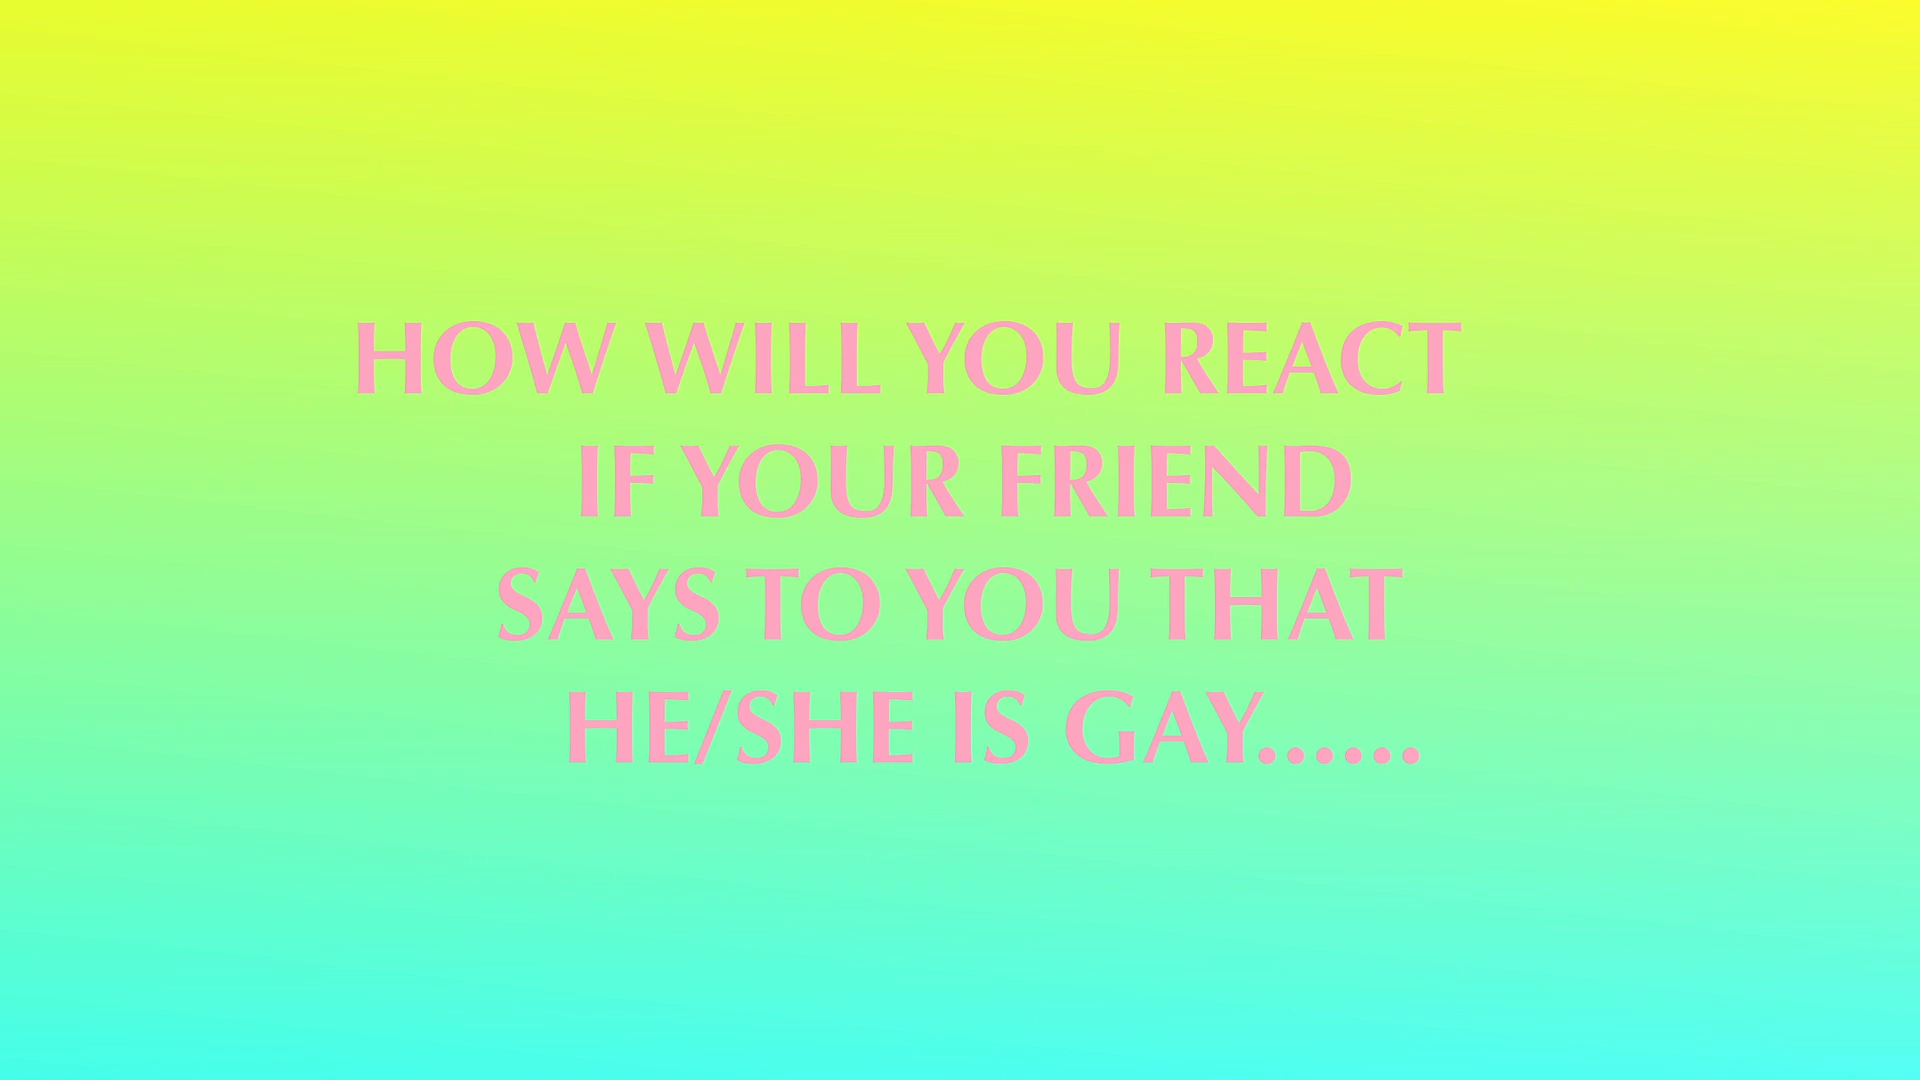 HOW WILL YOU REACT
IF YOUR FRIEND
SAYS TO YOU THAT
HE/SHE IS GAY......